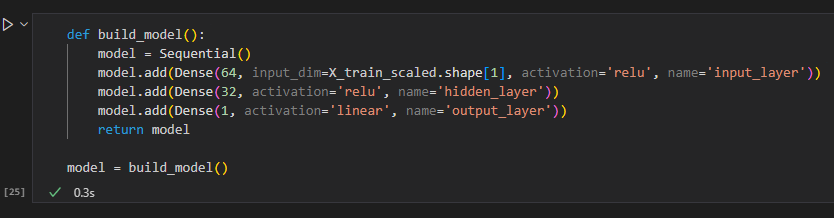 def build_model():
    model = Sequential()
    model.add(Dense(64, input_dim=X_train_scaled.shape[1], activation='relu', name='input_layer'))
    model.add(Dense(32, activation='relu', name='hidden_layer'))
    model.add(Dense(1, activation='linear', name='output_layer'))
    return model

model = build_model()
[25] 0.3s